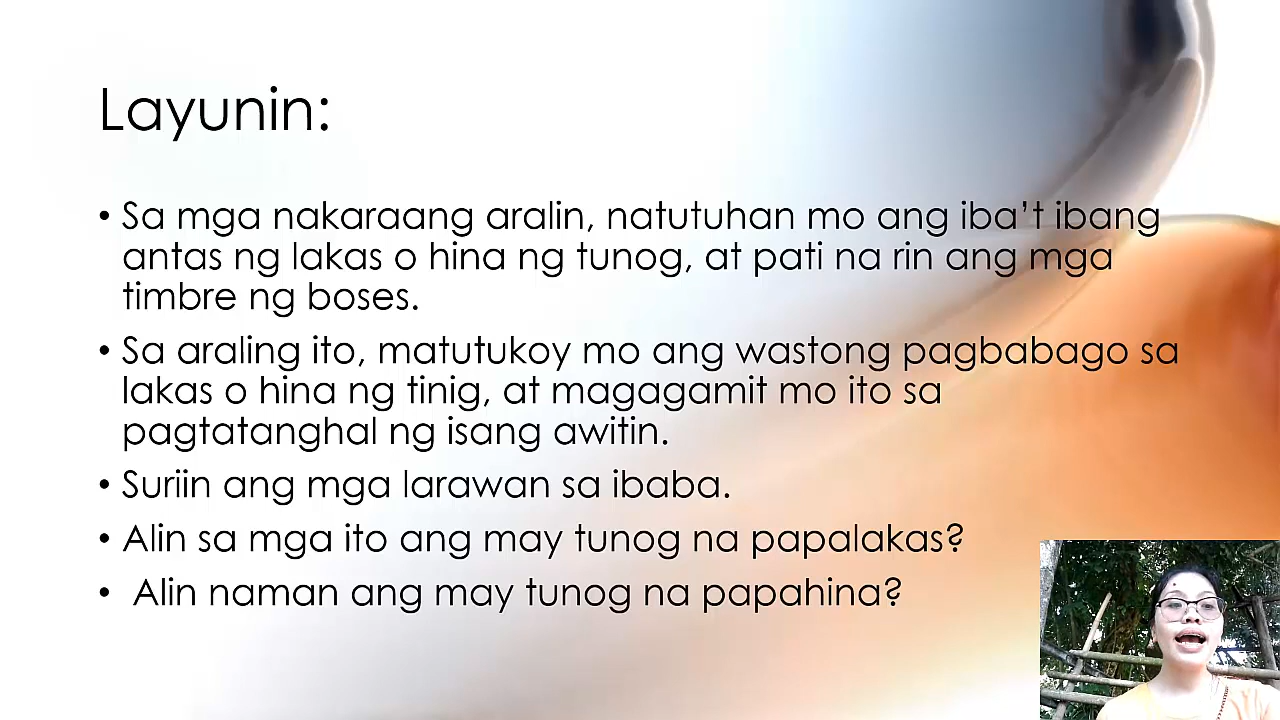 Layunin:
• Sa mga nakaraang aralin, natutuhan mo ang iba’t ibang
antas ng lakas o hina ng tunog, at pati na rin ang mga
timbre ng boses.
• Sa araling ito, matutukoy mo ang wastong pagbabago sa
lakas o hina ng tinig, at magagamit mo ito sa
pagtatanghal ng isang awitin.
• Suriin ang mga larawan sa ibaba.
• Alin sa mga ito ang may tunog na papalakas?
• Alin naman ang may tunog na papahina?